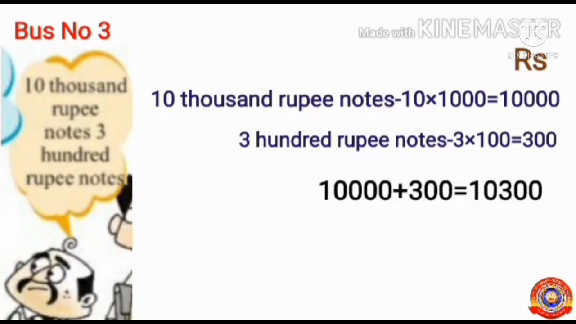 Bus No 3
Made with KINEMASTER
Rs
10 thousand
rupee
notes 3
hundred
rupee notes
10 thousand rupee notes-10×1000=10000
3 hundred rupee notes-3×100=300
10000+300=10300